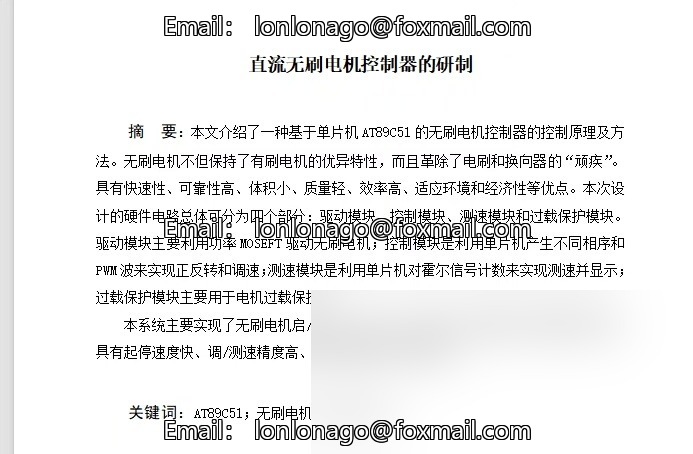 Email: lonlonago@foxmail.com
直流无刷电机控制器的研制
摘 要：本文介绍了一种基于单片机 AT89C51 的无刷电机控制器的控制原理及方
法。无刷电机不但保持了有刷电机的优异特性，而且革除了电刷和换向器的“顽疾”。
具有快速性、可靠性高、体积小、质量轻、效率高、适应环境和经济性等优点。本次设
计的硬件电路总体可分为四个部分：驱动模块、控制模块、测速模块和过载保护模块。
Email: lonlonago@foxmail.com
驱动模块主要利用功率 MOSEFT 驱动无刷电机；控制模块是利用单片机产生不同相序和
PWM 波来实现正反转和调速；测速模块是利用单片机对霍尔信号计数来实现测速并显示；
过载保护模块主要用于电机过载保
本系统主要实现了无刷电机启/
具有起停速度快、调/测速精度高、
关键词：AT89C51；无刷电机
Email: lonlonago@foxmail.com